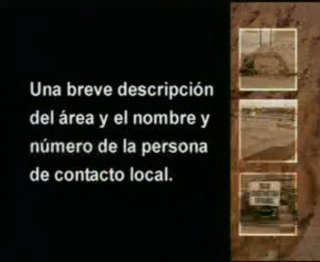 Una breve descripción
del área y el nombre y
número de la persona
de contacto local.